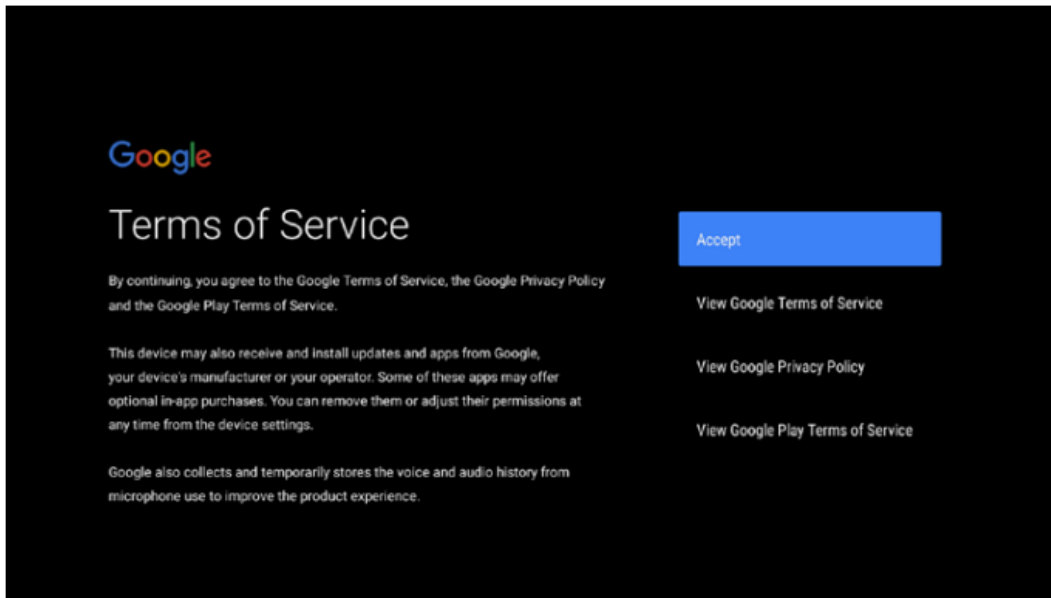 Google
Terms of Service
By continuing, you agree to the Google Terms of Service, the Google Privacy Policy
and the Google Play Terms of Service.
This device may also receive and install updates and apps from Google,
your device's manufacturer or your operator. Some of these apps may offer
optional in-app purchases. You can remove them or adjust their permissions at
any time from the device settings.
Google also collects and temporarily stores the voice and audio history from
microphone use to improve the product experience.
Accept
View Google Terms of Service
View Google Privacy Policy
View Google Play Terms of Service